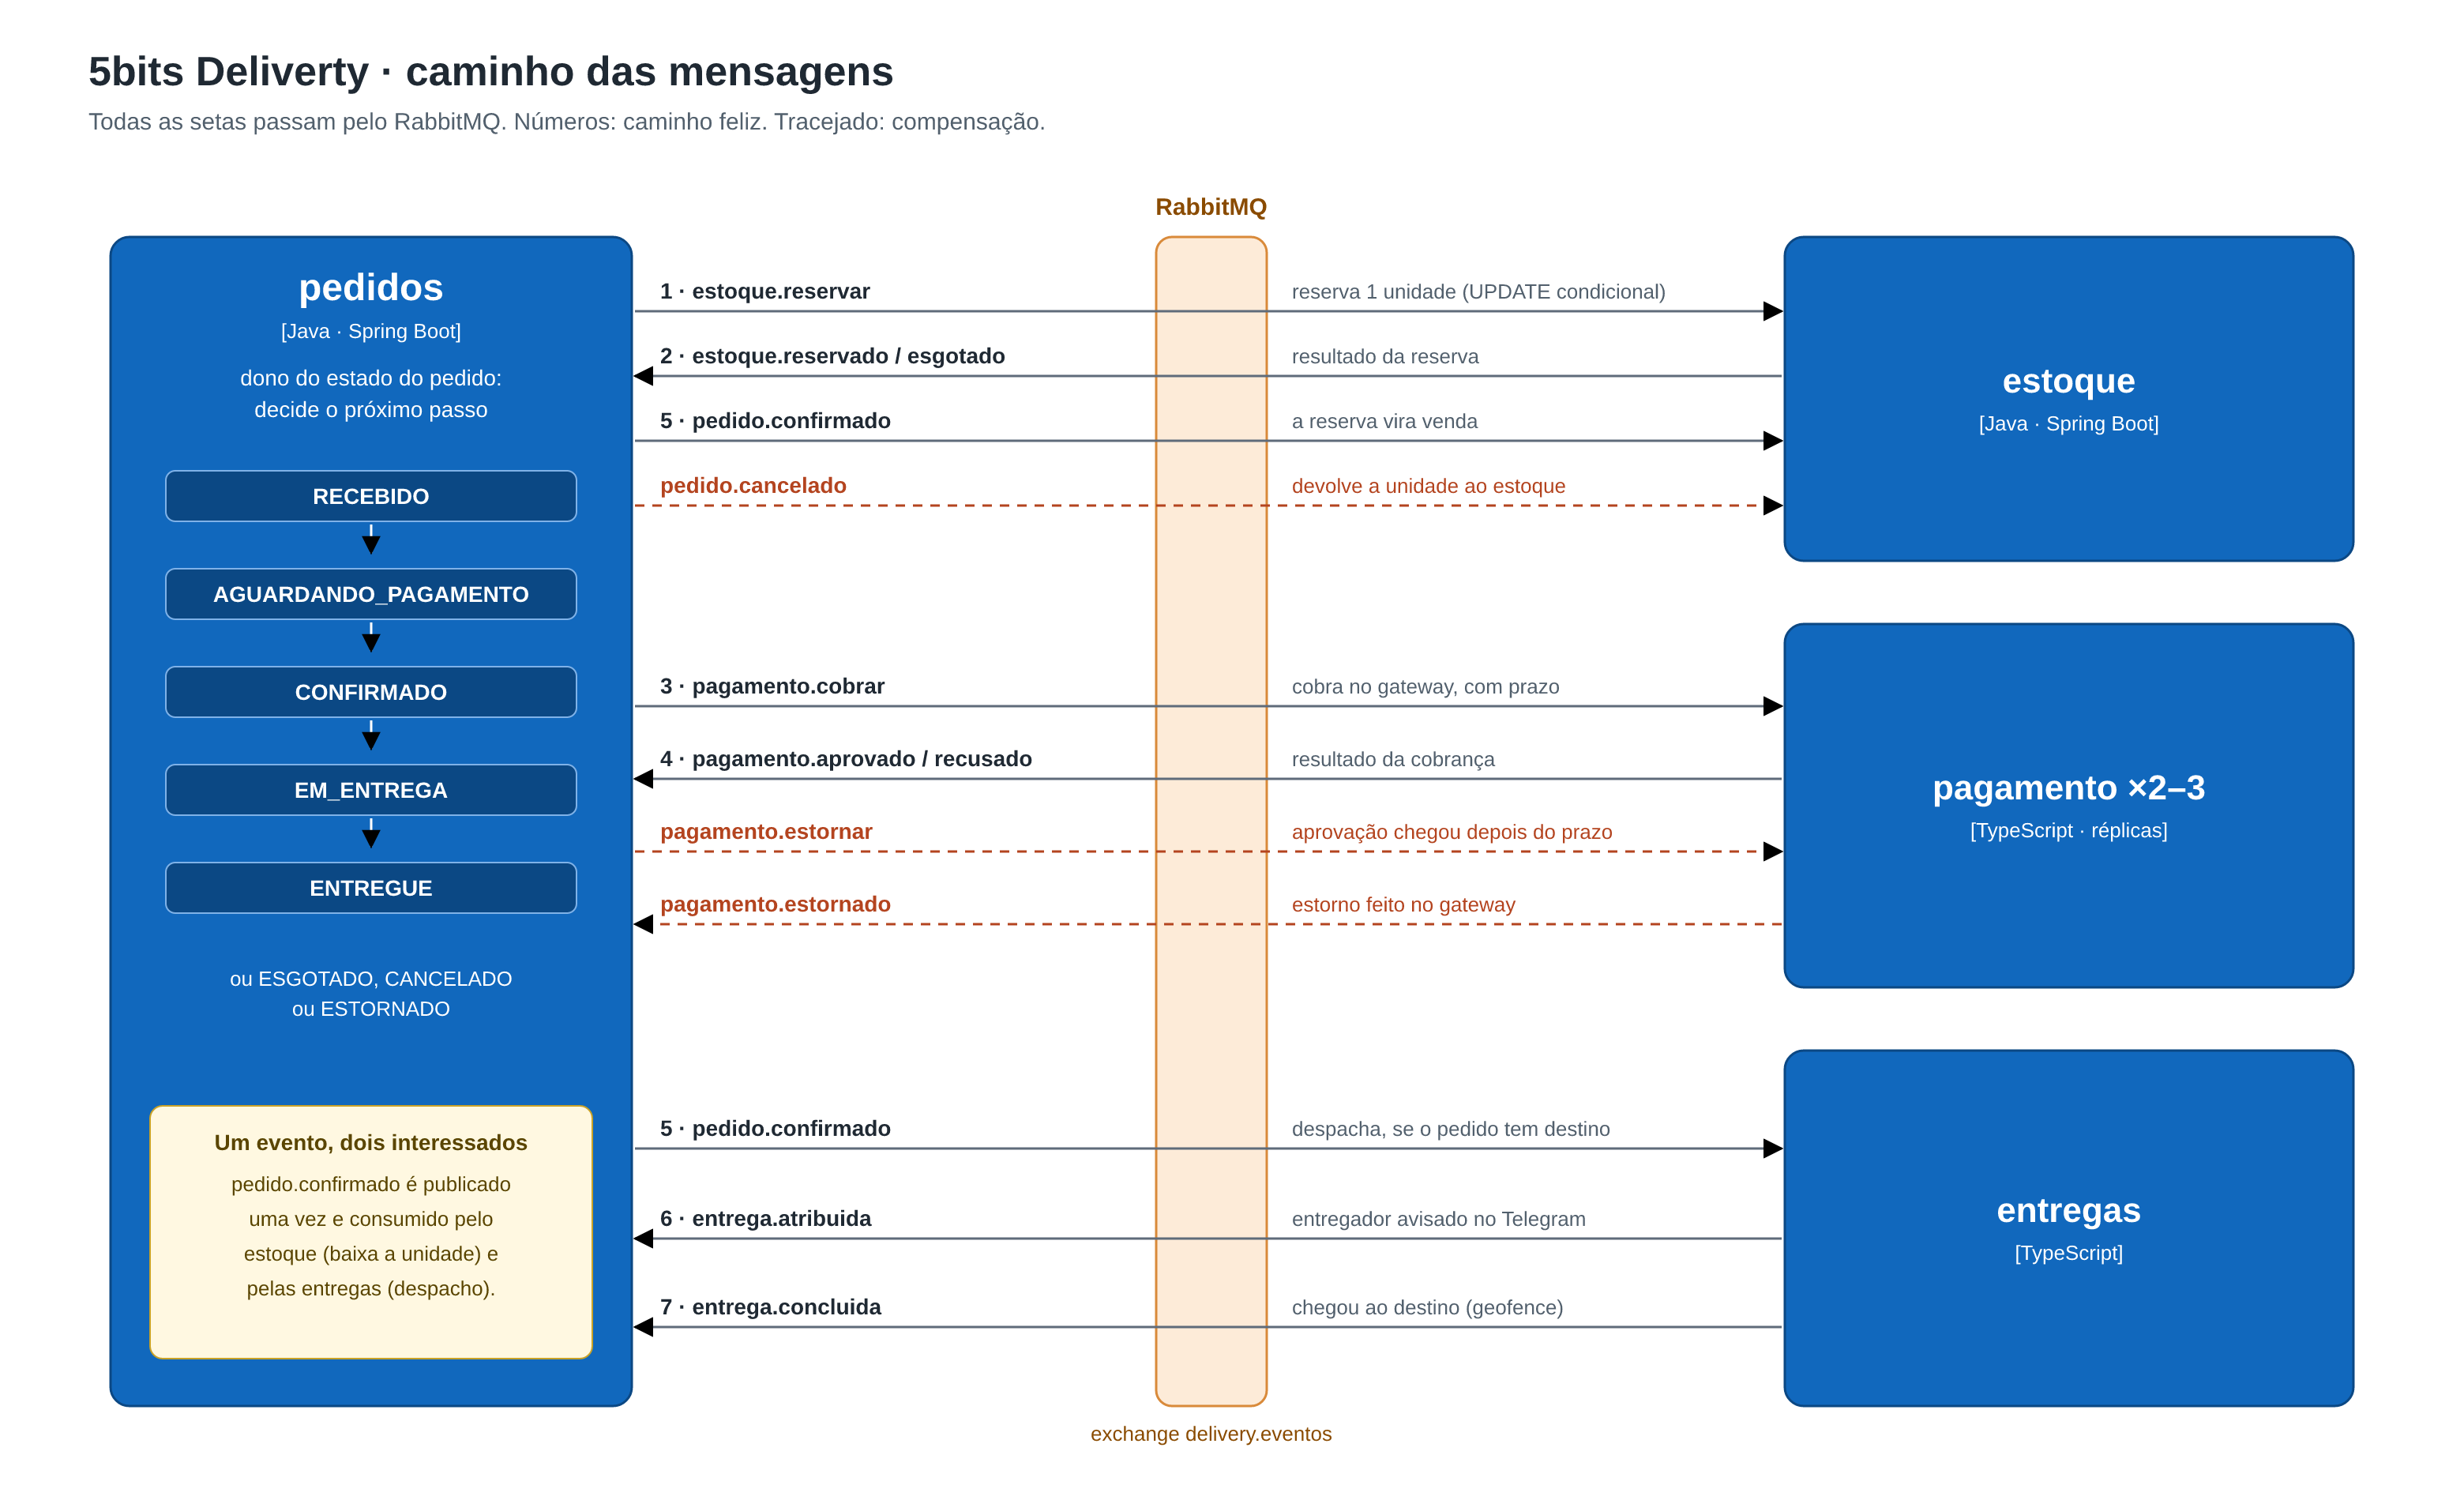 5bits Deliverty · caminho das mensagens
Todas as setas passam pelo RabbitMQ. Números: caminho feliz. Tracejado: compensação.
RabbitMQ
pedidos
[Java · Spring Boot]
dono do estado do pedido:
decide o próximo passo
RECEBIDO
AGUARDANDO_PAGAMENTO
CONFIRMADO
EM_ENTREGA
ENTREGUE
ou ESGOTADO, CANCELADO
ou ESTORNADO
Um evento, dois interessados
pedido.confirmado é publicado
uma vez e consumido pelo
estoque (baixa a unidade) e
pelas entregas (despacho).
1 · estoque.reservar
reserva 1 unidade (UPDATE condicional)
2 · estoque.reservado / esgotado
resultado da reserva
5 · pedido.confirmado
a reserva vira venda
pedido.cancelado
devolve a unidade ao estoque
estoque
[Java · Spring Boot]
3 · pagamento.cobrar
cobra no gateway, com prazo
4 · pagamento.aprovado / recusado
resultado da cobrança
pagamento.estornar
aprovação chegou depois do prazo
pagamento.estornado
estorno feito no gateway
pagamento ×2–3
[TypeScript · réplicas]
5 · pedido.confirmado
despacha, se o pedido tem destino
6 · entrega.atribuida
entregador avisado no Telegram
7 · entrega.concluida
chegou ao destino (geofence)
entregas
[TypeScript]
exchange delivery.eventos